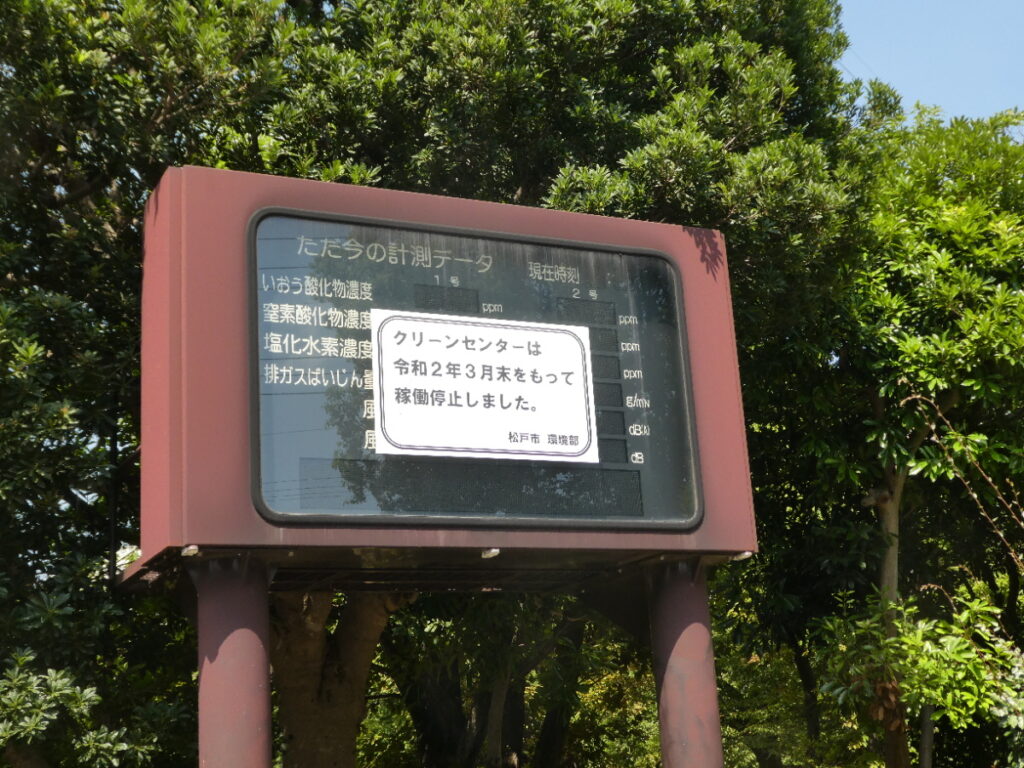 ただ今の計測データ 現在時刻
1号 2号
いおう酸化物濃度 ppm ppm
窒素酸化物濃度 ppm
塩化水素濃度 ppm
排ガスばいじん量 g/m³N
風 dB(A)
風 dB
クリーンセンターは
令和2年3月末をもって
稼働停止しました。
松戸市 環境部